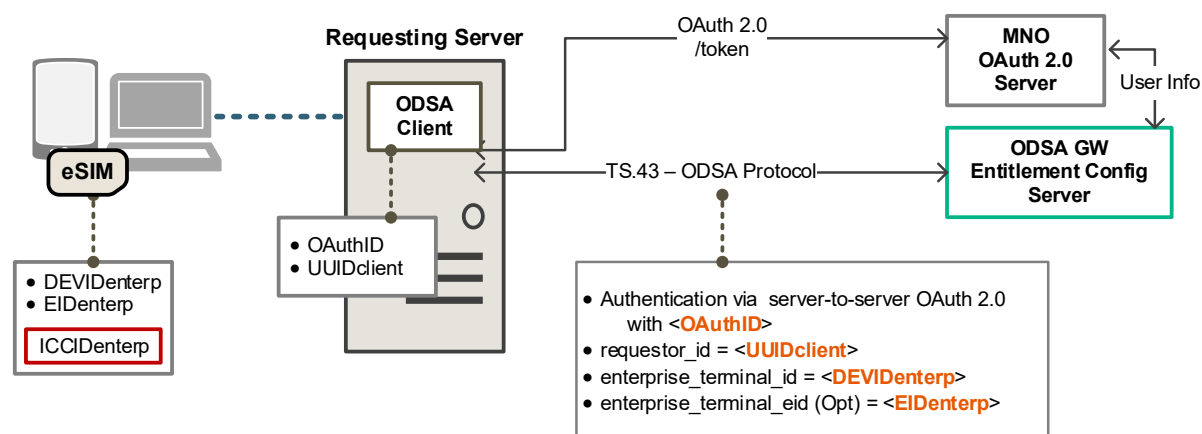 Requesting Server
OAuth 2.0
/token
MNO
OAuth 2.0
Server
User Info
ODSA
Client
eSIM
TS.43 – ODSA Protocol
ODSA GW
Entitlement Config
Server
• OAuthID
• UUIDclient
• DEVIDenterp
• EIDenterp
ICCIDenterp
• Authentication via server-to-server OAuth 2.0
with <OAuthID>
• requestor_id = <UUIDclient>
• enterprise_terminal_id = <DEVIDenterp>
• enterprise_terminal_eid (Opt) = <EIDenterp>